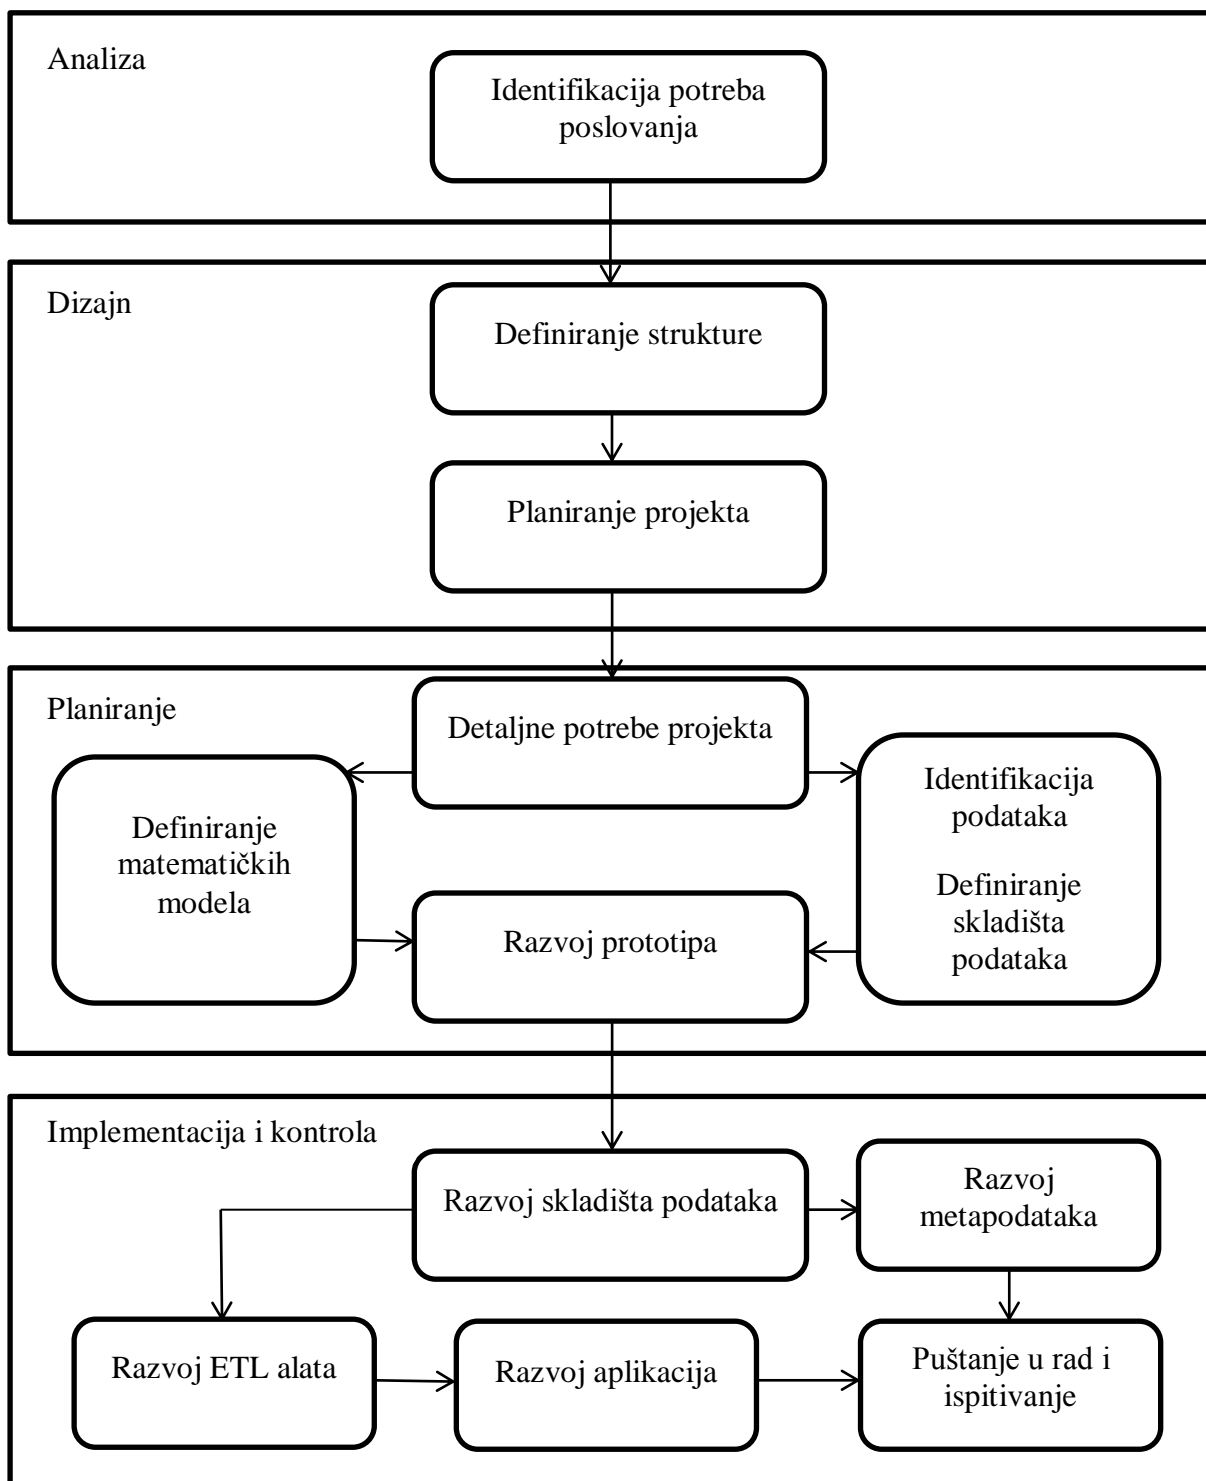 Analiza
Identifikacija potreba
poslovanja
Dizajn
Definiranje strukture
Planiranje projekta
Planiranje
Detaljne potrebe projekta
Definiranje
matematičkih
modela
Identifikacija
podataka
Definiranje
skladišta
podataka
Razvoj prototipa
Implementacija i kontrola
Razvoj skladišta podataka
Razvoj
metapodataka
Razvoj ETL alata
Razvoj aplikacija
Puštanje u rad i
ispitivanje